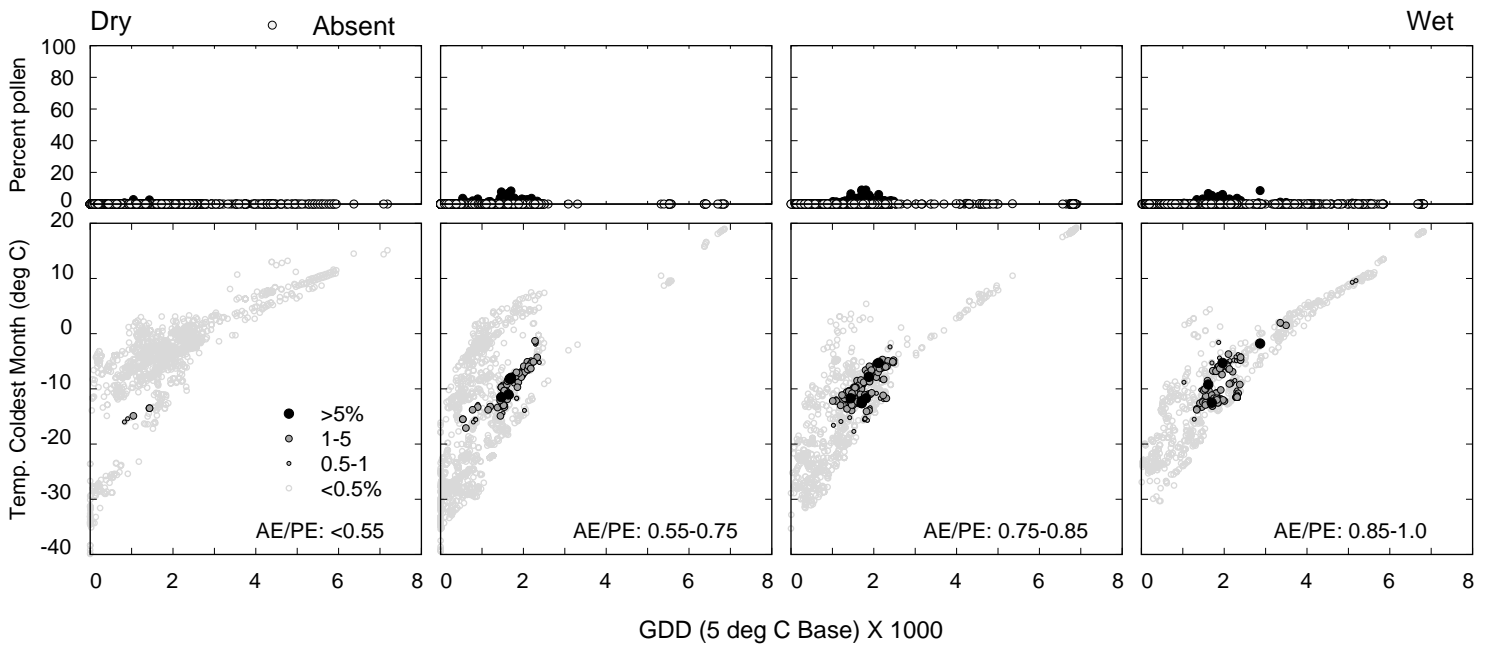 Dry
Absent
Wet
Percent pollen
100
80
60
40
20
0
Temp. Coldest Month (deg C)
20
10
0
-10
-20
-30
-40
>5%
1-5
0.5-1
<0.5%
AE/PE: <0.55
AE/PE: 0.55-0.75
AE/PE: 0.75-0.85
AE/PE: 0.85-1.0
0 2 4 6 8
0 2 4 6 8
0 2 4 6 8
0 2 4 6 8
GDD (5 deg C Base) X 1000